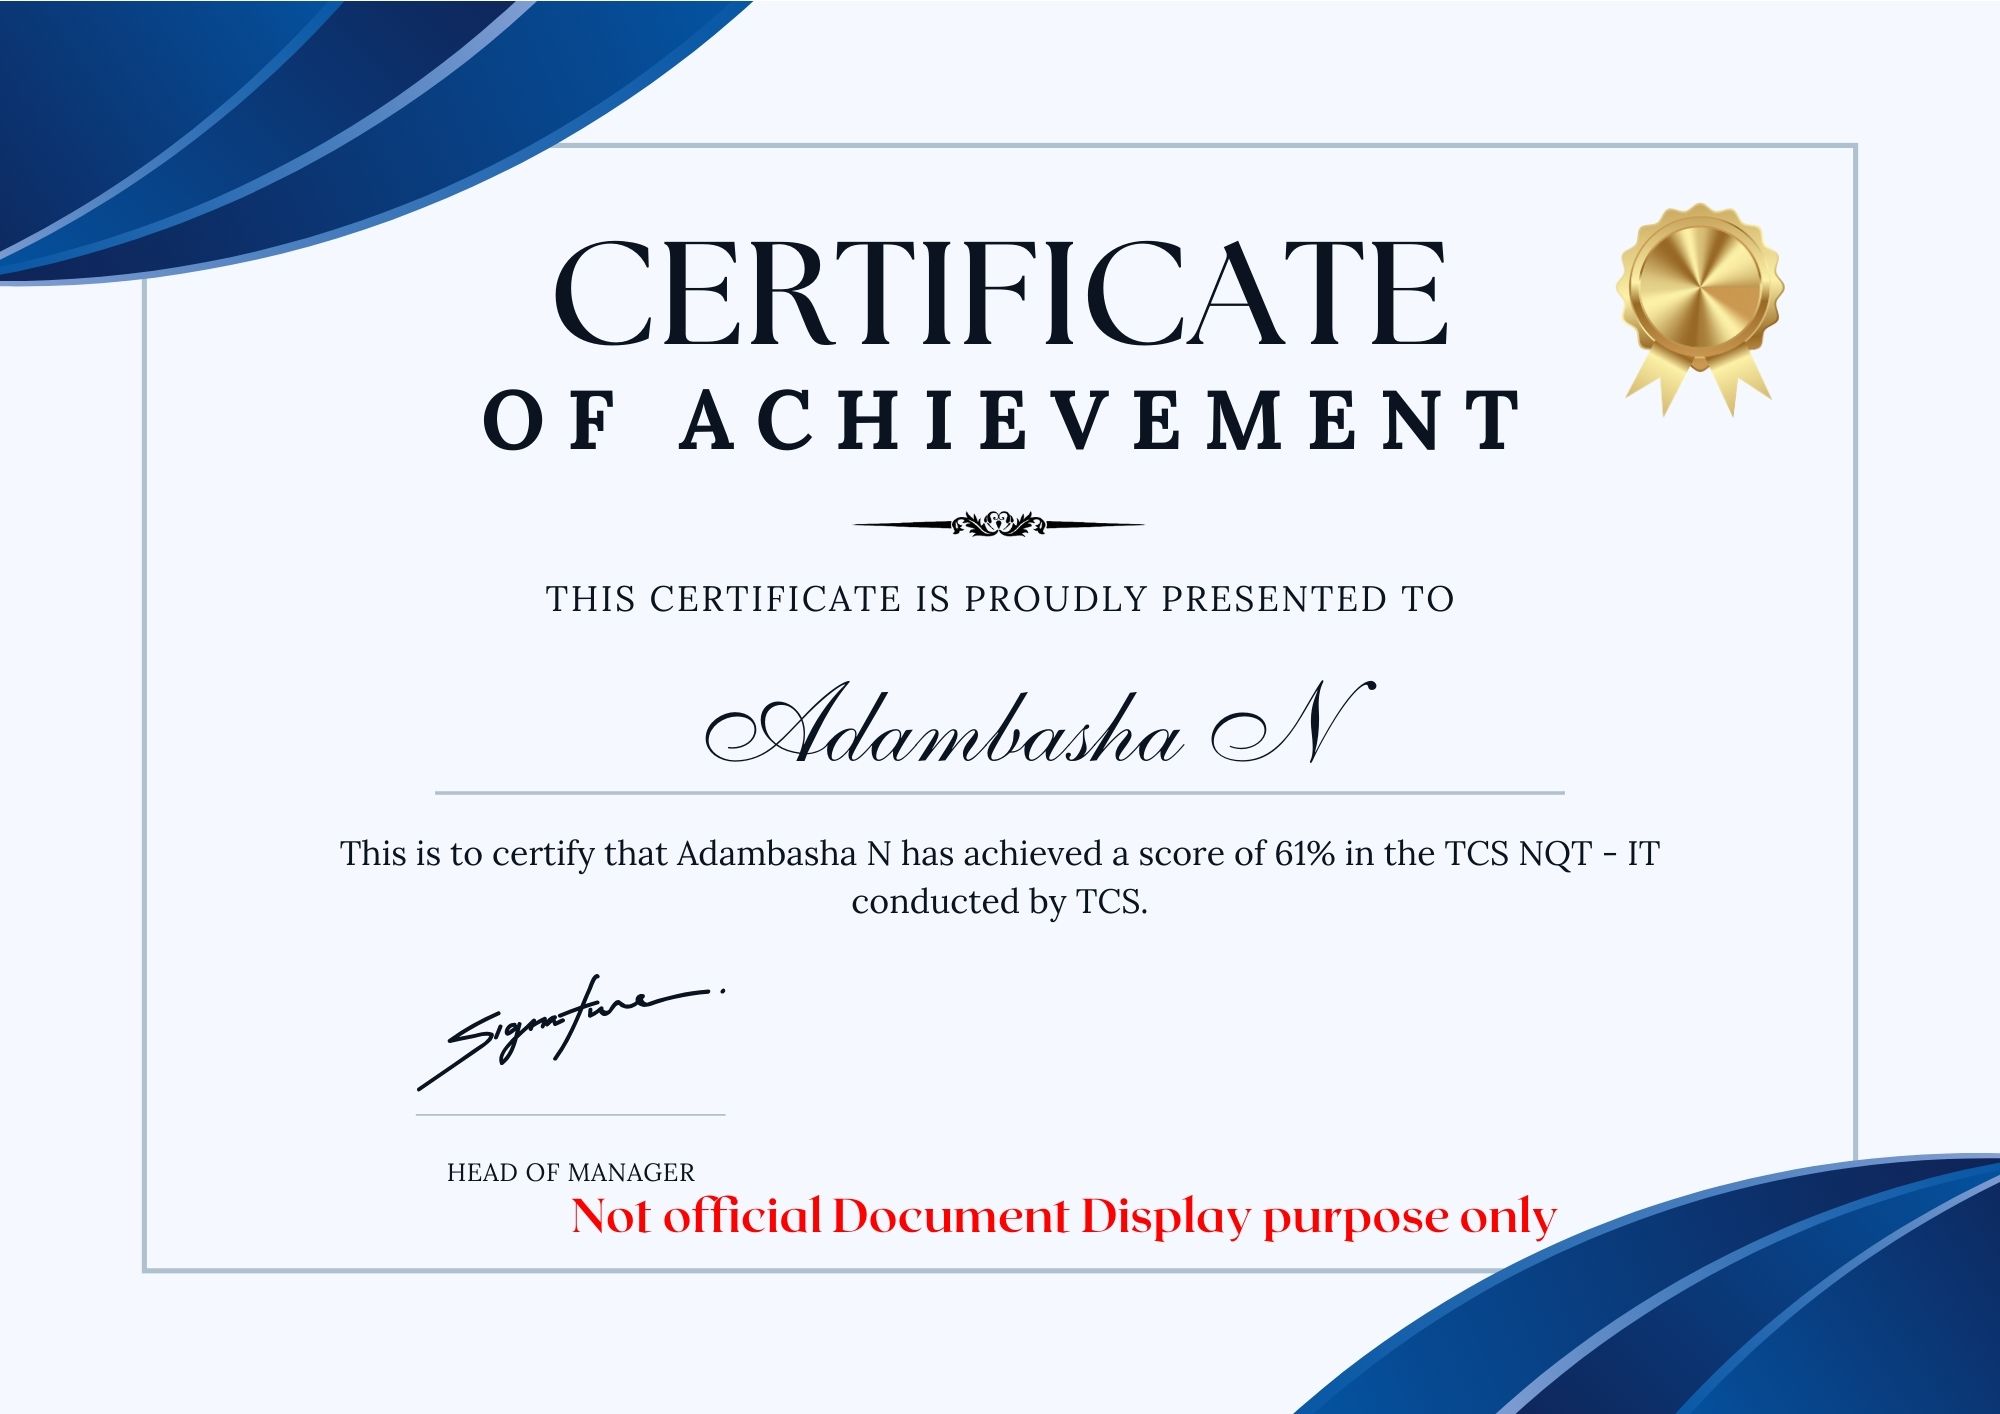 CERTIFICATE
OF ACHIEVEMENT
THIS CERTIFICATE IS PROUDLY PRESENTED TO
Adambasha N
This is to certify that Adambasha N has achieved a score of 61% in the TCS NQT - IT
conducted by TCS.
Signature
HEAD OF MANAGER
Not official Document Display purpose only